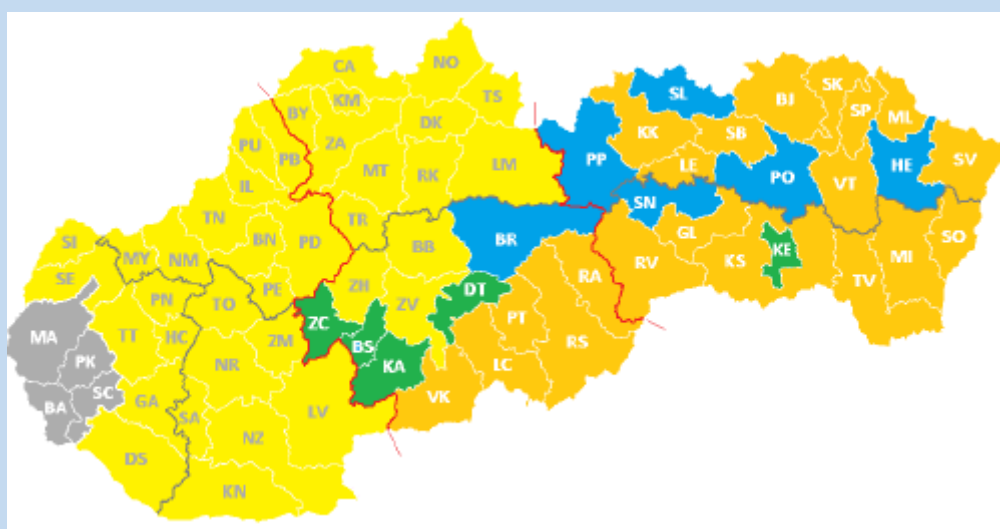 CA
NO
TS
BY
KM
DK
ZA
PU
PB
MT
RK
LM
IL
TN
TR
BN
PD
SI
MY
NM
SE
PE
PN
TO
ZH
BB
BR
ZV
DT
MA
TT
HC
ZM
ZC
BS
PK
NR
KA
SC
GA
SA
BA
LV
NZ
DS
KN
VK
LC
PT
RS
RA
RV
SL
BJ
SK
SP
ML
KK
SB
PP
LE
PO
VT
HE
SV
SN
GL
KS
KE
TV
MI
SO